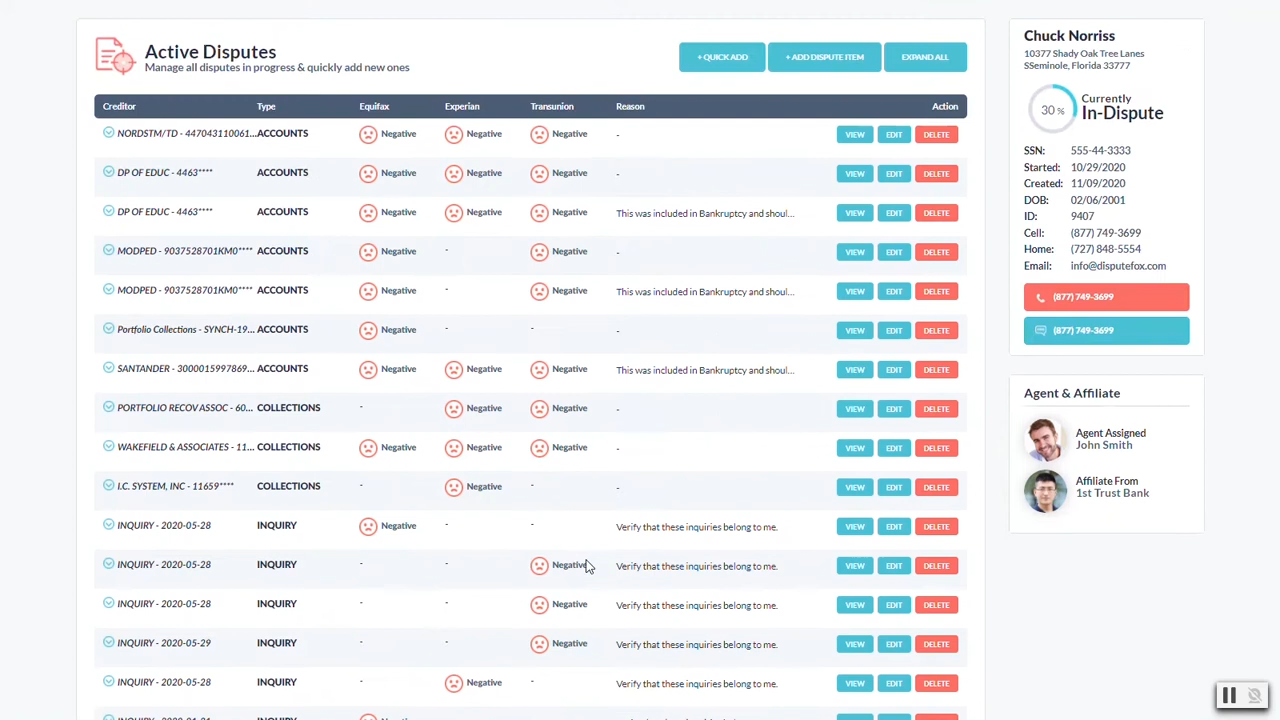 Active Disputes
Manage all disputes in progress & quickly add new ones
+ QUICK ADD
+ ADD DISPUTE ITEM
EXPAND ALL
Creditor Type Equifax Experian Transunion Reason Action
NORDSTM/TD - 447043110061... ACCOUNTS Negative Negative Negative - VIEW EDIT DELETE
DP OF EDUC - 4463**** ACCOUNTS Negative Negative Negative - VIEW EDIT DELETE
DP OF EDUC - 4463**** ACCOUNTS Negative Negative Negative This was included in Bankruptcy and shoul... VIEW EDIT DELETE
MODPED - 9037528701KM0**** ACCOUNTS Negative - Negative - VIEW EDIT DELETE
MODPED - 9037528701KM0**** ACCOUNTS Negative - Negative This was included in Bankruptcy and shoul... VIEW EDIT DELETE
Portfolio Collections - SYNCH-19... ACCOUNTS Negative - - - VIEW EDIT DELETE
SANTANDER - 3000015997869... ACCOUNTS Negative Negative Negative This was included in Bankruptcy and shoul... VIEW EDIT DELETE
PORTFOLIO RECOV ASSOC - 60... COLLECTIONS - Negative Negative - VIEW EDIT DELETE
WAKEFIELD & ASSOCIATES - 11... COLLECTIONS Negative Negative Negative - VIEW EDIT DELETE
I.C. SYSTEM, INC - 11659**** COLLECTIONS - Negative - - VIEW EDIT DELETE
INQUIRY - 2020-05-28 INQUIRY Negative - - Verify that these inquiries belong to me. VIEW EDIT DELETE
INQUIRY - 2020-05-28 INQUIRY - - Negative Verify that these inquiries belong to me. VIEW EDIT DELETE
INQUIRY - 2020-05-28 INQUIRY - - Negative Verify that these inquiries belong to me. VIEW EDIT DELETE
INQUIRY - 2020-05-29 INQUIRY - - Negative Verify that these inquiries belong to me. VIEW EDIT DELETE
INQUIRY - 2020-05-28 INQUIRY - Negative - Verify that these inquiries belong to me. VIEW EDIT DELETE
Chuck Norriss
10377 Shady Oak Tree Lanes
SSeminole, Florida 33777
30 %
Currently
In-Dispute
SSN: 555-44-3333
Started: 10/29/2020
Created: 11/09/2020
DOB: 02/06/2001
ID: 9407
Cell: (877) 749-3699
Home: (727) 848-5554
Email: info@disputefox.com
(877) 749-3699
(877) 749-3699
Agent & Affiliate
Agent Assigned
John Smith
Affiliate From
1st Trust Bank